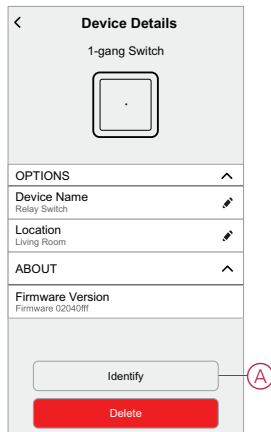 Device Details
1-gang Switch
OPTIONS
Device Name
Relay Switch
Location
Living Room
ABOUT
Firmware Version
Firmware 02040fff
Identify
A
Delete